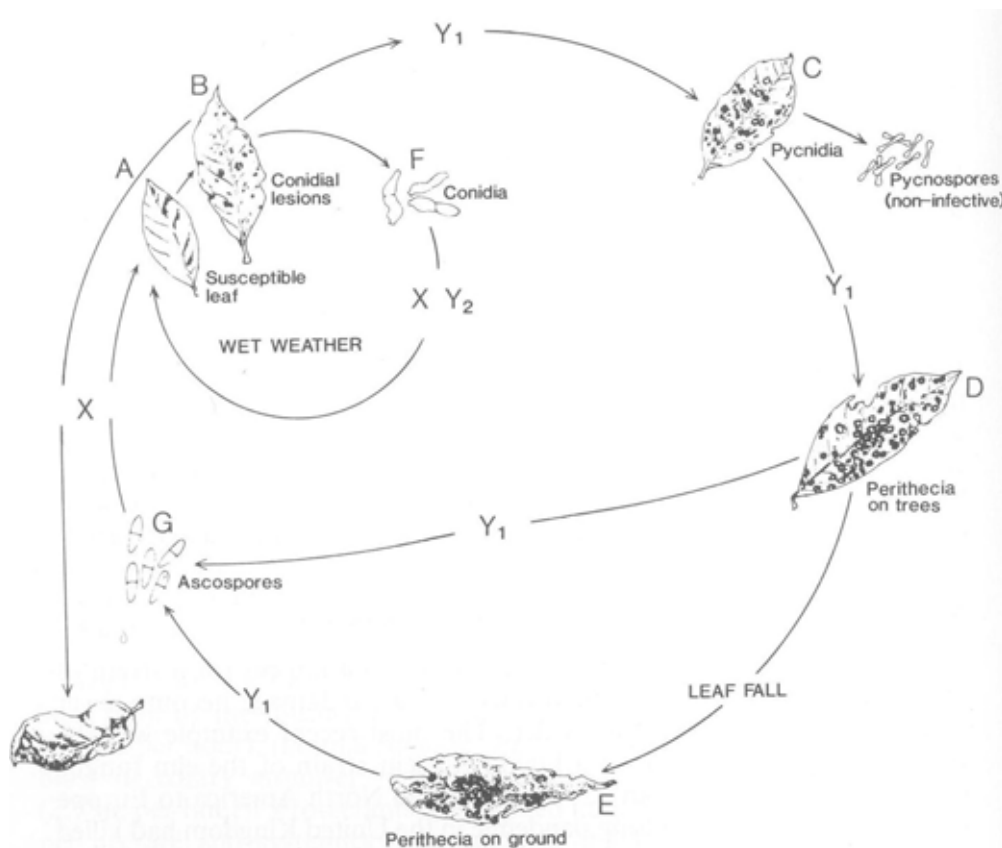 Y₁
B
C
A
F
Pycnidia
Conidial
lesions
Conidia
Pycnospores
(non-infective)
Susceptible
leaf
Y₁
X Y₂
WET WEATHER
D
X
Perithecia
on trees
G
Y₁
Ascospores
LEAF FALL
Y₁
E
Perithecia on ground